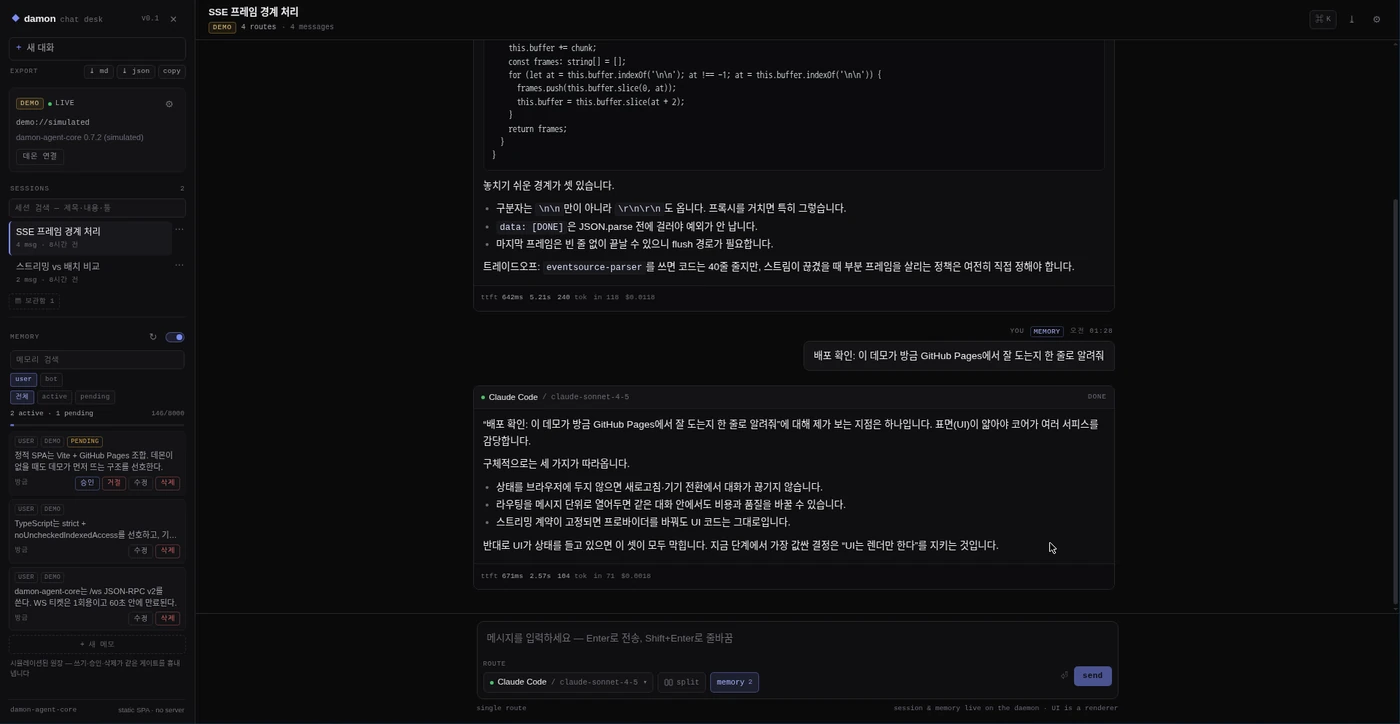 damon chat desk v0.1 ✕
+ 새 대화
EXPORT ↓ md ↓ json copy
DEMO LIVE
demo://simulated
damon-agent-core 0.7.2 (simulated)
데몬 연결
SESSIONS 2
세션 검색 — 제목·내용·툴
SSE 프레임 경계 처리 ···
4 msg · 8시간 전
스트리밍 vs 배치 비교 ···
2 msg · 8시간 전
보관함 1
MEMORY
메모리 검색
user bot
전체 active pending
2 active · 1 pending 146/8000
USER DEMO PENDING
정적 SPA는 Vite + GitHub Pages 조합. 데몬이
없을 때도 데모가 먼저 뜨는 구조를 선호한다.
방금 승인 거절 수정 삭제
USER DEMO
TypeScript는 strict +
noUncheckedIndexedAccess를 선호하고, 기…
방금 수정 삭제
USER DEMO
damon-agent-core는 /ws JSON-RPC v2를
쓴다. WS 티켓은 1회용이고 60초 안에 만료된다.
방금 수정 삭제
+ 새 메모
시뮬레이션된 원장 — 쓰기·승인·삭제가 같은 게이트를 흉내
냅니다
damon-agent-core static SPA · no server
SSE 프레임 경계 처리
DEMO 4 routes · 4 messages
⌘K
this.buffer += chunk;
const frames: string[] = [];
for (let at = this.buffer.indexOf('\n\n'); at !== -1; at = this.buffer.indexOf('\n\n')) {
frames.push(this.buffer.slice(0, at));
this.buffer = this.buffer.slice(at + 2);
}
return frames;
}
}
놓치기 쉬운 경계가 셋 있습니다.
• 구분자는 \n\n 만이 아니라 \r\n\r\n 도 옵니다. 프록시를 거치면 특히 그렇습니다.
• data: [DONE] 은 JSON.parse 전에 걸러야 예외가 안 납니다.
• 마지막 프레임은 빈 줄 없이 끝날 수 있으니 flush 경로가 필요합니다.
트레이드오프: eventsource-parser 를 쓰면 코드는 40줄 줄지만, 스트림이 끊겼을 때 부분 프레임을 살리는 정책은 여전히 직접 정해야 합니다.
ttft 642ms 5.21s 240 tok in 118 $0.0118
YOU MEMORY 오전 01:28
배포 확인: 이 데모가 방금 GitHub Pages에서 잘 도는지 한 줄로 알려줘
Claude Code / claude-sonnet-4-5 DONE
"배포 확인: 이 데모가 방금 GitHub Pages에서 잘 도는지 한 줄로 알려줘"에 대해 제가 보는 지점은 하나입니다. 표면(UI)이 얇아야 코어가 여러 서피스를
감당합니다.
구체적으로는 세 가지가 따라옵니다.
• 상태를 브라우저에 두지 않으면 새로고침·기기 전환에서 대화가 끊기지 않습니다.
• 라우팅을 메시지 단위로 열어두면 같은 대화 안에서도 비용과 품질을 바꿀 수 있습니다.
• 스트리밍 계약이 고정되면 프로바이더를 바꿔도 UI 코드는 그대로입니다.
반대로 UI가 상태를 들고 있으면 이 셋이 모두 막힙니다. 지금 단계에서 가장 값싼 결정은 "UI는 렌더만 한다"를 지키는 것입니다.
ttft 671ms 2.57s 104 tok in 71 $0.0018
메시지를 입력하세요 — Enter로 전송, Shift+Enter로 줄바꿈
ROUTE
Claude Code / claude-sonnet-4-5 split memory 2 send
single route session & memory live on the daemon · UI is a renderer